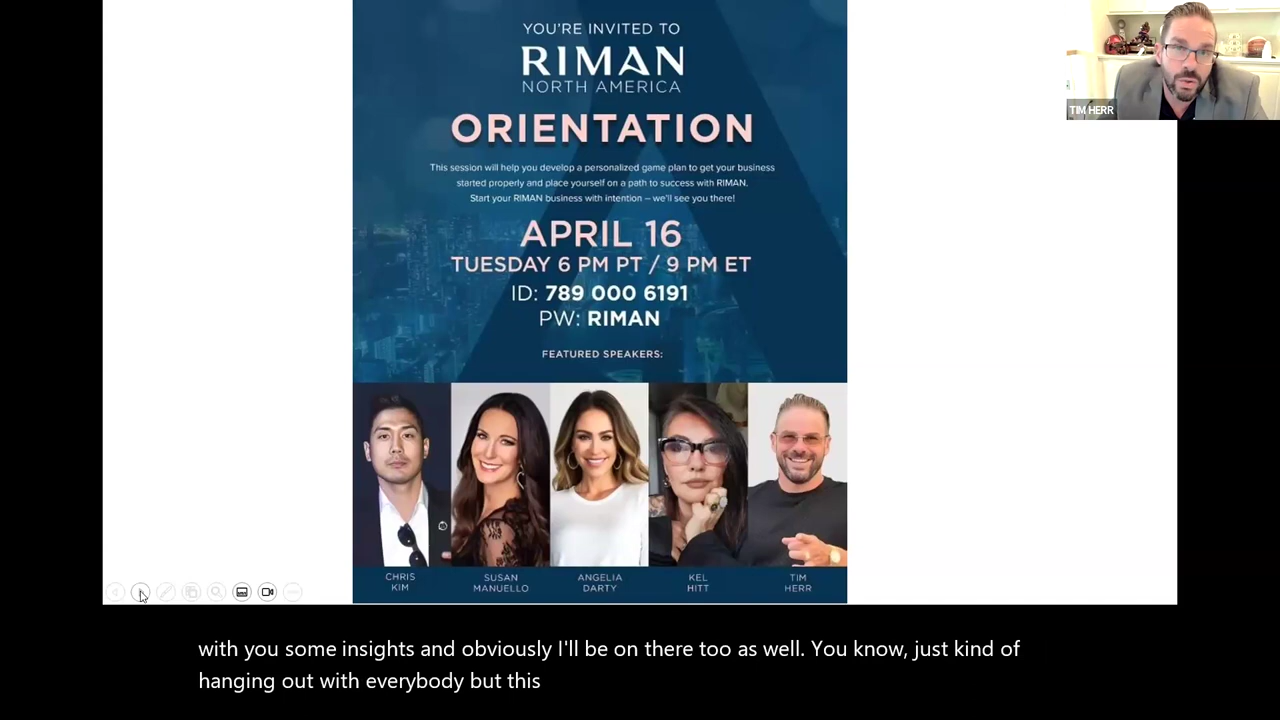 YOU'RE INVITED TO
RIMAN
NORTH AMERICA
ORIENTATION
This session will help you develop a personalized game plan to get your business
started properly and place yourself on a path to success with RIMAN.
Start your RIMAN business with intention – we'll see you there!
APRIL 16
TUESDAY 6 PM PT / 9 PM ET
ID: 789 000 6191
PW: RIMAN
FEATURED SPEAKERS:
CHRIS
KIM
SUSAN
MANUELLO
ANGELIA
DARTY
KEL
HITT
TIM
HERR
TIM HERR
with you some insights and obviously I'll be on there too as well. You know, just kind of
hanging out with everybody but this